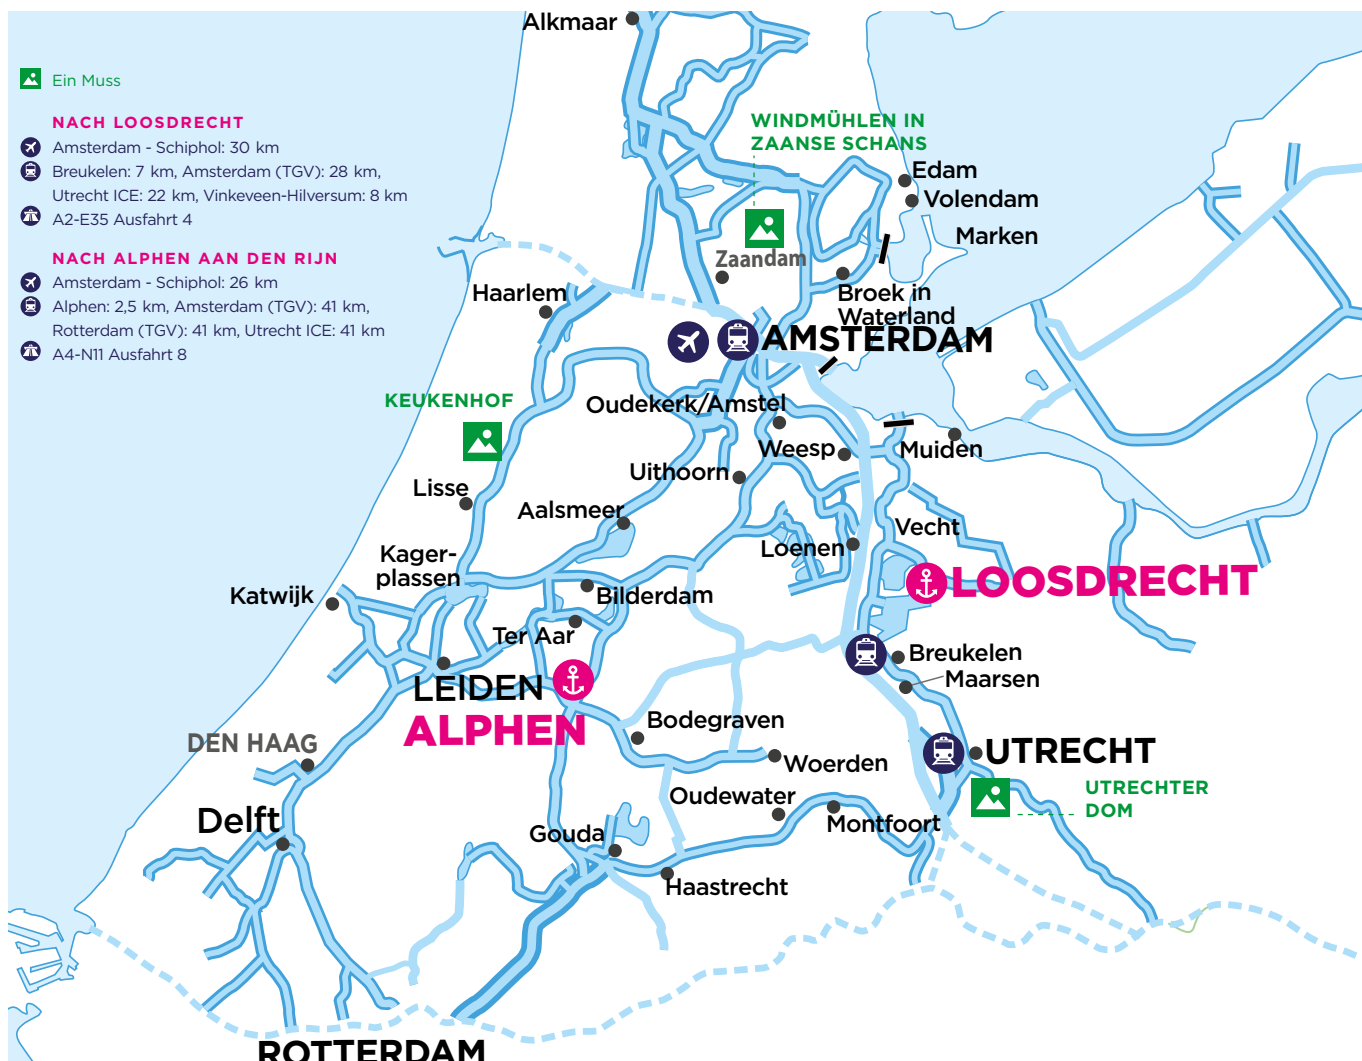 Alkmaar
Ein Muss
NACH LOOSDRECHT
Amsterdam - Schiphol: 30 km
Breukelen: 7 km, Amsterdam (TGV): 28 km,
Utrecht ICE: 22 km, Vinkeveen-Hilversum: 8 km
A2-E35 Ausfahrt 4
NACH ALPHEN AAN DEN RIJN
Amsterdam - Schiphol: 26 km
Alphen: 2,5 km, Amsterdam (TGV): 41 km,
Rotterdam (TGV): 41 km, Utrecht ICE: 41 km
A4-N11 Ausfahrt 8
WINDMÜHLEN IN
ZAANSE SCHANS
Edam
Volendam
Marken
Zaandam
Haarlem
Broek in
Waterland
AMSTERDAM
KEUKENHOF
Oudekerk/Amstel
Weesp
Muiden
Uithoorn
Lisse
Aalsmeer
Vecht
Loenen
Kager-
plassen
Katwijk
Bilderdam
LOOSDRECHT
Ter Aar
Breukelen
Maarsen
LEIDEN
ALPHEN
Bodegraven
DEN HAAG
Woerden
UTRECHT
UTRECHTER
DOM
Oudewater
Montfoort
Delft
Gouda
Haastrecht
ROTTERDAM